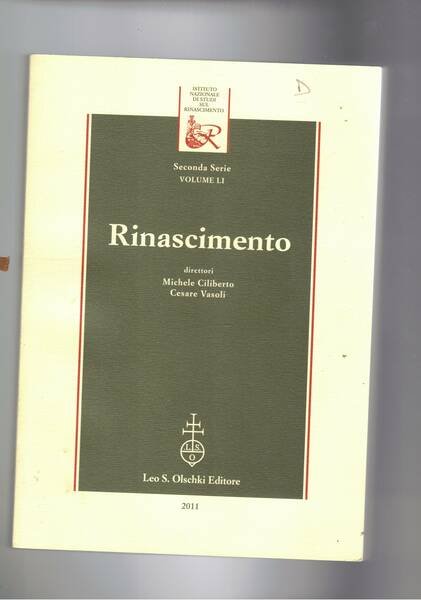 ISTITUTO
NAZIONALE
DI STUDI
SUL
RINASCIMENTO
R
D
Seconda Serie
VOLUME LI
Rinascimento
direttori
Michele Ciliberto
Cesare Vasoli
L S
O
Leo S. Olschki Editore
2011